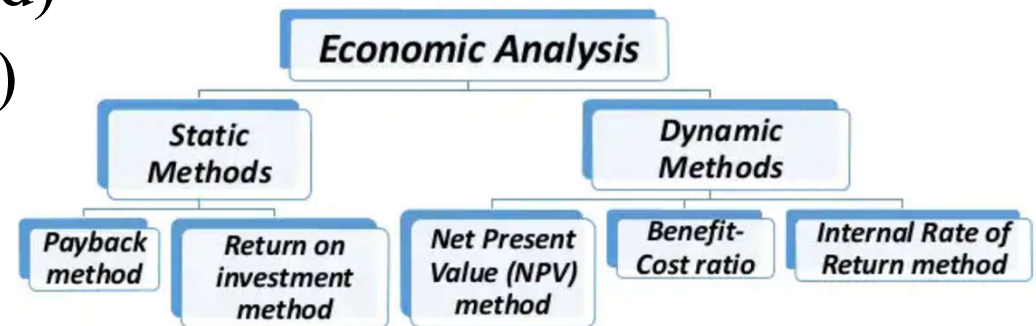 Economic Analysis
Static
Methods
Dynamic
Methods
Payback
method
Return on
investment
method
Net Present
Value (NPV)
method
Benefit-
Cost ratio
Internal Rate of
Return method